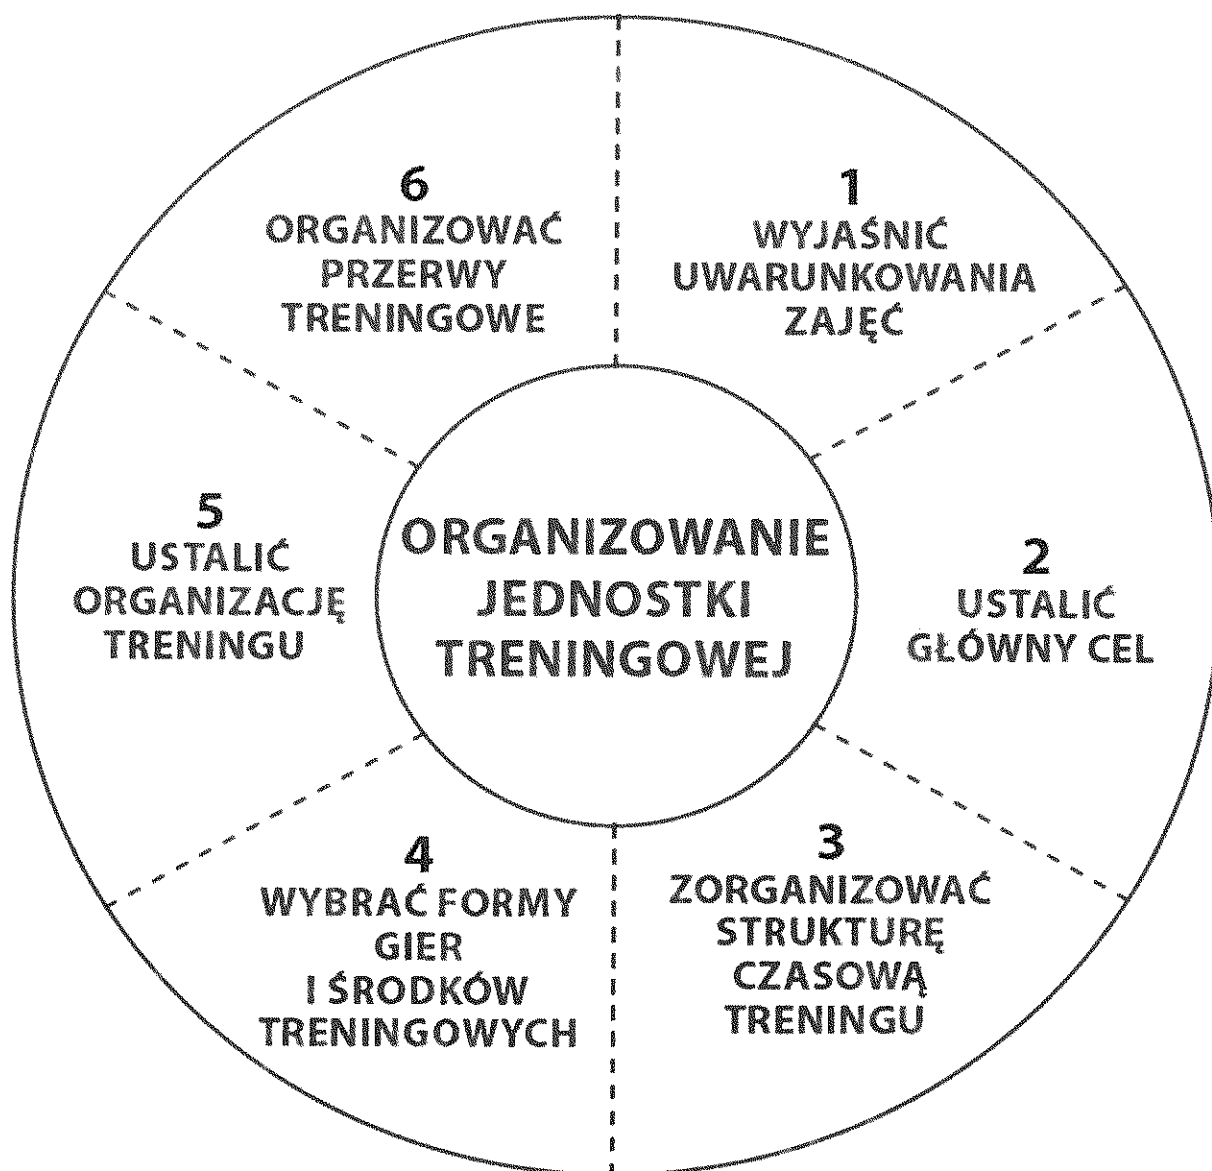 6
ORGANIZOWAĆ
PRZERWY
TRENINGOWE
1
WYJAŚNIĆ
UWARUNKOWANIA
ZAJĘĆ
5
USTALIĆ
ORGANIZACJĘ
TRENINGU
ORGANIZOWANIE
JEDNOSTKI
TRENINGOWEJ
2
USTALIĆ
GŁÓWNY CEL
4
WYBRAĆ FORMY
GIER
I ŚRODKÓW
TRENINGOWYCH
3
ZORGANIZOWAĆ
STRUKTURĘ
CZASOWĄ
TRENINGU